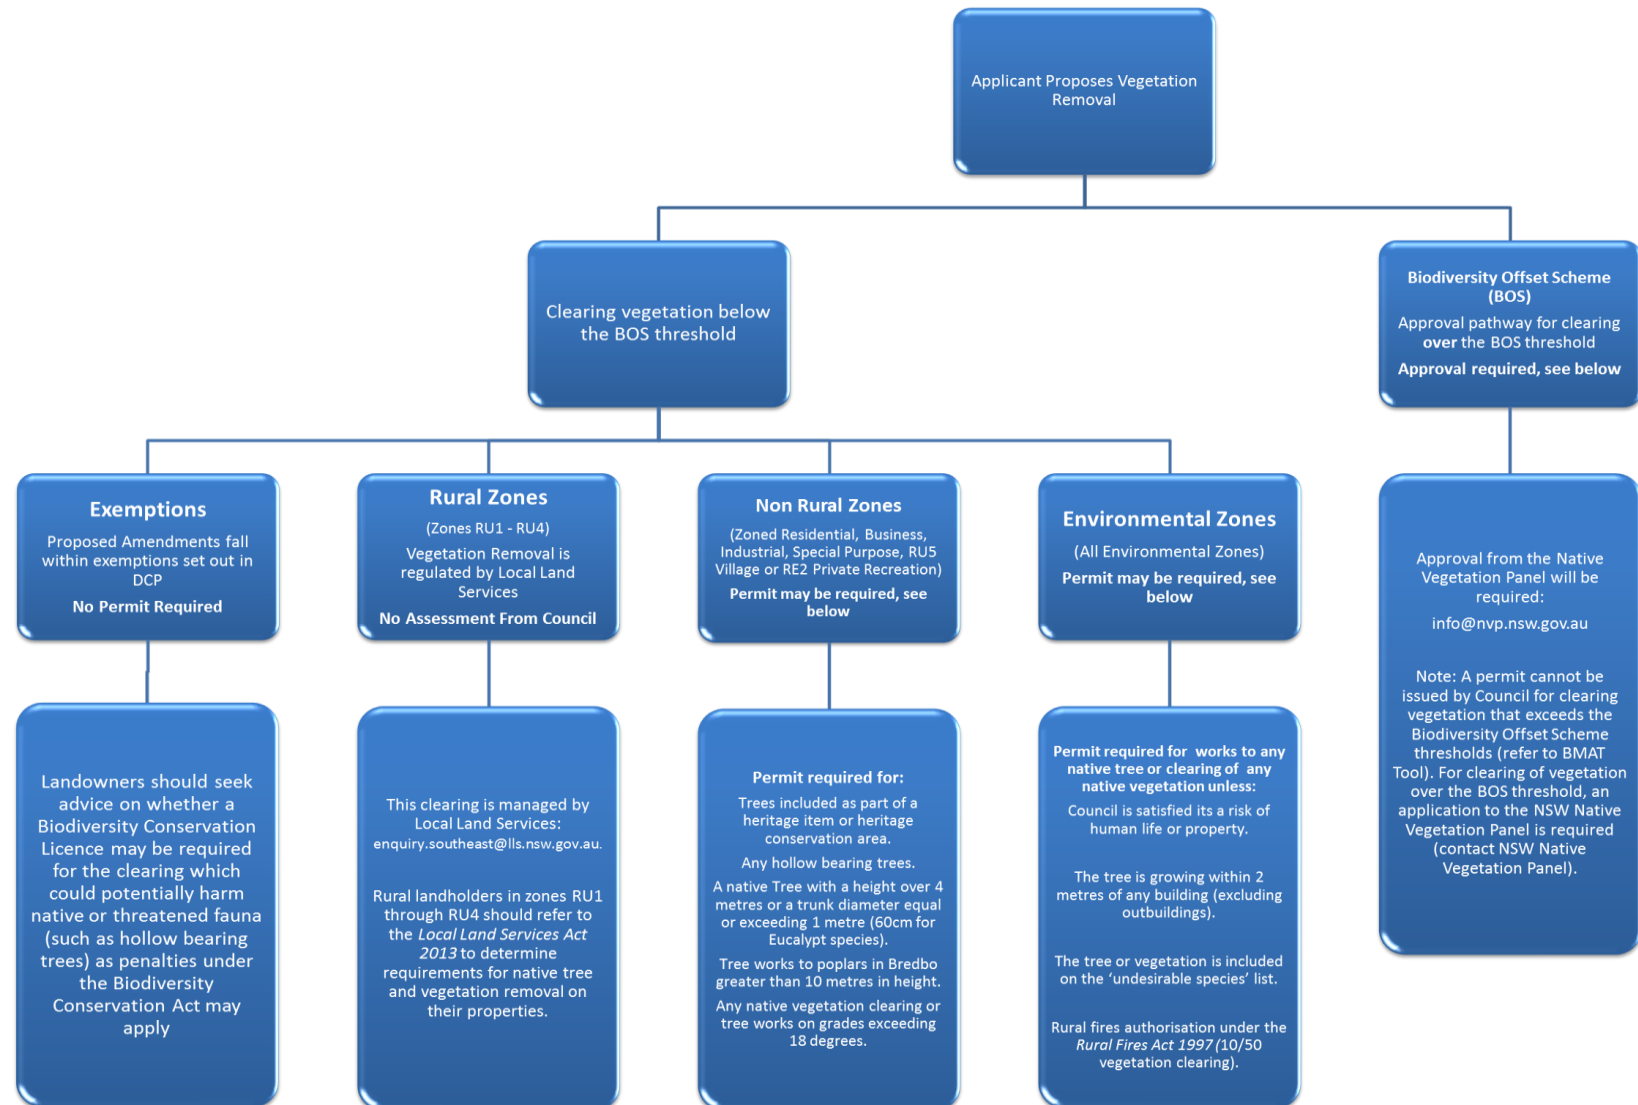 Applicant Proposes Vegetation
Removal
Clearing vegetation below
the BOS threshold
Biodiversity Offset Scheme
(BOS)
Approval pathway for clearing
over the BOS threshold
Approval required, see below
Exemptions
Proposed Amendments fall
within exemptions set out in
DCP
No Permit Required
Rural Zones
(Zones RU1 - RU4)
Vegetation Removal is
regulated by Local Land
Services
No Assessment From Council
Non Rural Zones
(Zoned Residential, Business,
Industrial, Special Purpose, RU5
Village or RE2 Private Recreation)
Permit may be required, see
below
Environmental Zones
(All Environmental Zones)
Permit may be required, see
below
Approval from the Native
Vegetation Panel will be
required:
info@nvp.nsw.gov.au
Note: A permit cannot be
issued by Council for clearing
vegetation that exceeds the
Biodiversity Offset Scheme
thresholds (refer to BMAT
Tool). For clearing of vegetation
over the BOS threshold, an
application to the NSW Native
Vegetation Panel is required
(contact NSW Native
Vegetation Panel).
Landowners should seek
advice on whether a
Biodiversity Conservation
Licence may be required
for the clearing which
could potentially harm
native or threatened fauna
(such as hollow bearing
trees) as penalties under
the Biodiversity
Conservation Act may
apply
This clearing is managed by
Local Land Services:
enquiry.southeast@lls.nsw.gov.au.
Rural landholders in zones RU1
through RU4 should refer to
the Local Land Services Act
2013 to determine
requirements for native tree
and vegetation removal on
their properties.
Permit required for:
Trees included as part of a
heritage item or heritage
conservation area.
Any hollow bearing trees.
A native Tree with a height over 4
metres or a trunk diameter equal
or exceeding 1 metre (60cm for
Eucalypt species).
Tree works to poplars in Bredbo
greater than 10 metres in height.
Any native vegetation clearing or
tree works on grades exceeding
18 degrees.
Permit required for works to any
native tree or clearing of any
native vegetation unless:
Council is satisfied its a risk of
human life or property.
The tree is growing within 2
metres of any building (excluding
outbuildings).
The tree or vegetation is included
on the ‘undesirable species’ list.
Rural fires authorisation under the
Rural Fires Act 1997 (10/50
vegetation clearing).